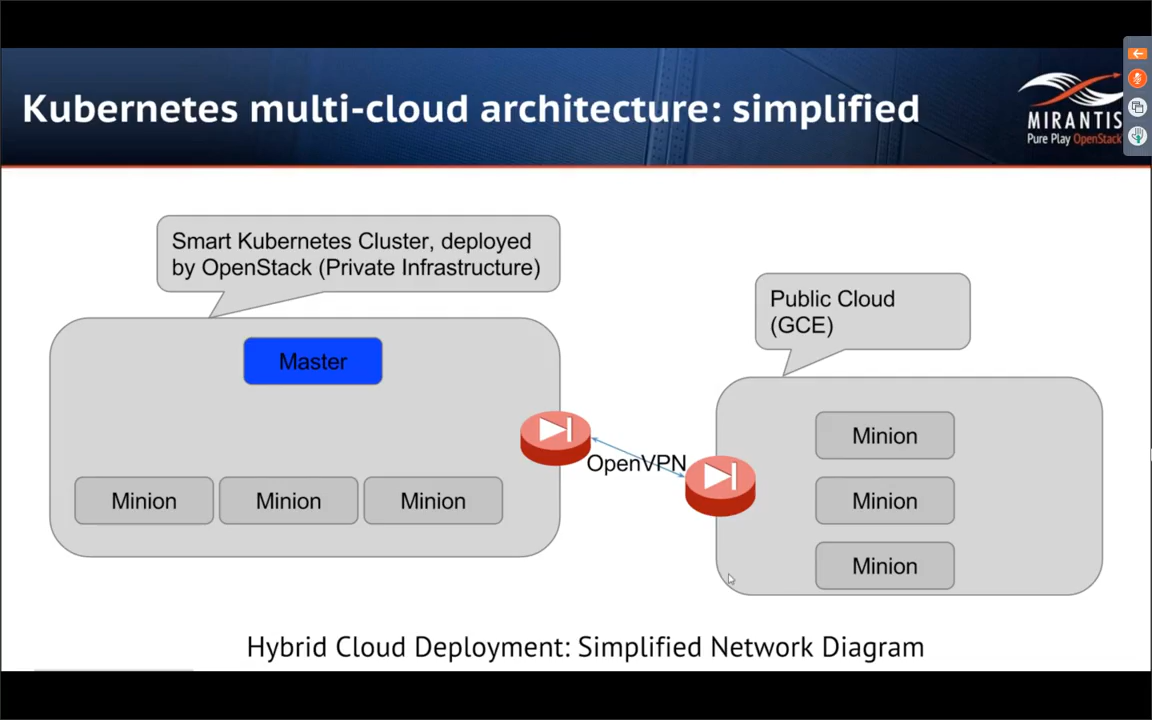 Kubernetes multi-cloud architecture: simplified
MIRANTIS
Pure Play OpenStack
Smart Kubernetes Cluster, deployed
by OpenStack (Private Infrastructure)
Public Cloud
(GCE)
Master
Minion
OpenVPN
Minion Minion Minion
Minion
Minion
Hybrid Cloud Deployment: Simplified Network Diagram